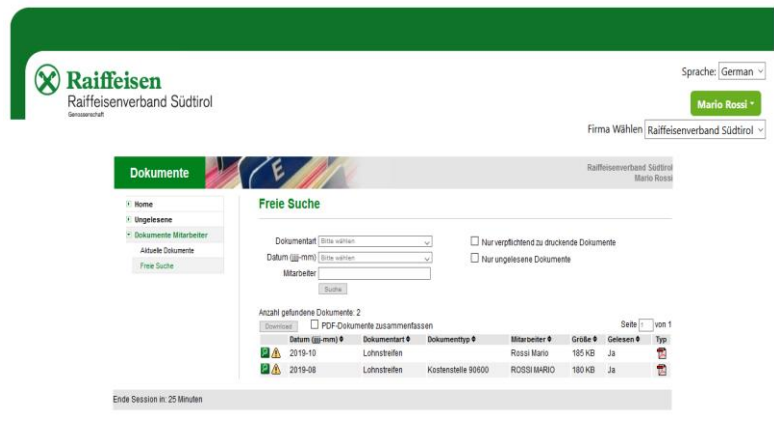 Sprache: German
Raiffeisen
Raiffeisenverband Südtirol
Genossenschaft
Mario Rossi
Firma Wählen Raiffeisenverband Südtirol
Dokumente
E
Raiffeisenverband Südtirol
Mario Rossi
Home
Ungelesene
Dokumente Mitarbeiter
Aktuelle Dokumente
Freie Suche
Freie Suche
Dokumentart Bitte wählen
Nur verpflichtend zu druckende Dokumente
Datum (-mm) Bitte wählen
Nur ungelesene Dokumente
Mitarbeiter
Suche
Anzahl gefundene Dokumente: 2
Download PDF-Dokumente zusammenfassen Seite 1 von 1
Datum (-mm) Dokumentart Dokumenttyp Mitarbeiter Größe Gelesen Typ
2019-10 Lohnstreifen Rossi Mario 185 KB Ja
2019-08 Lohnstreifen Kostenstelle 90600 ROSSI MARIO 180 KB Ja
Ende Session in: 25 Minuten